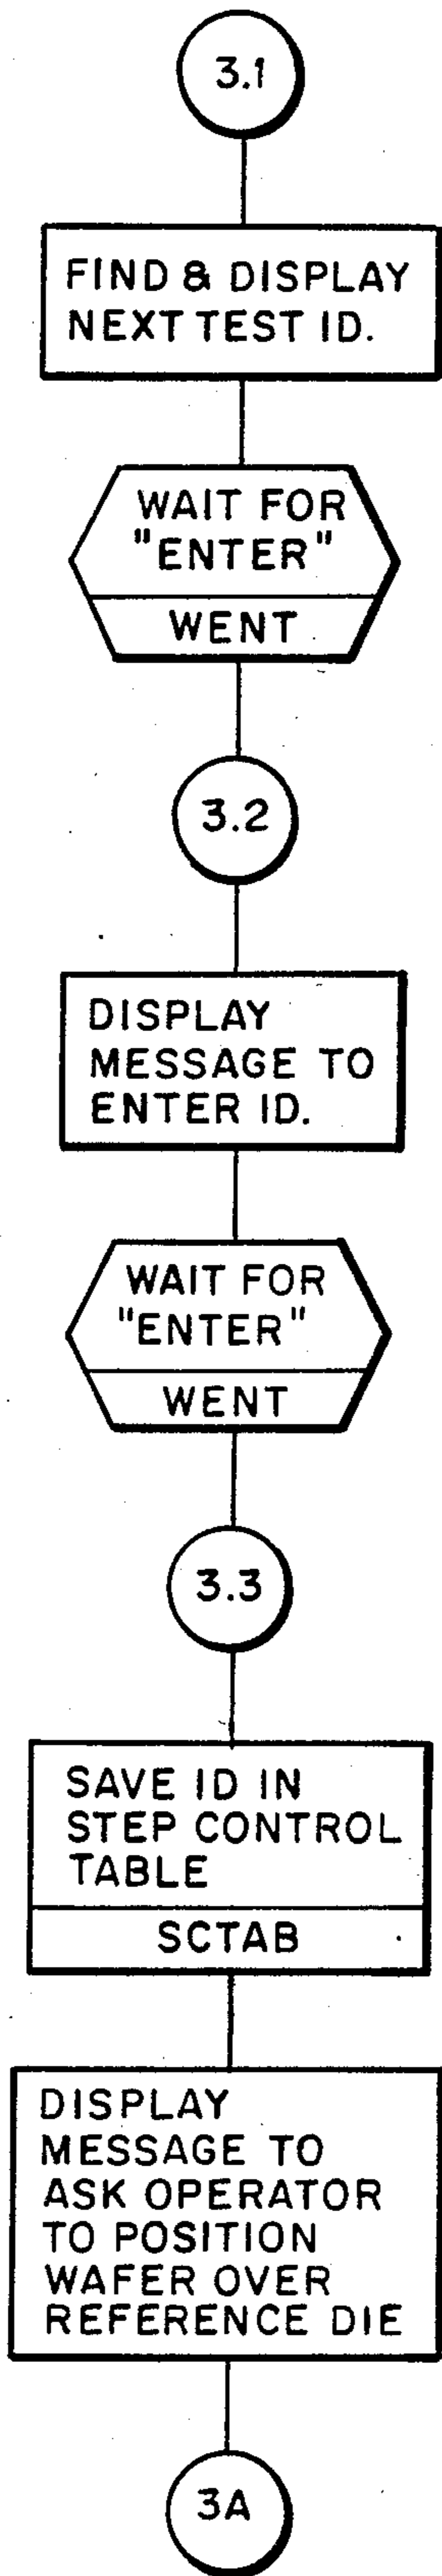 3.1
FIND & DISPLAY
NEXT TEST ID.
WAIT FOR
"ENTER"
WENT
3.2
DISPLAY
MESSAGE TO
ENTER ID.
WAIT FOR
"ENTER"
WENT
3.3
SAVE ID IN
STEP CONTROL
TABLE
SCTAB
DISPLAY
MESSAGE TO
ASK OPERATOR
TO POSITION
WAFER OVER
REFERENCE DIE
3A